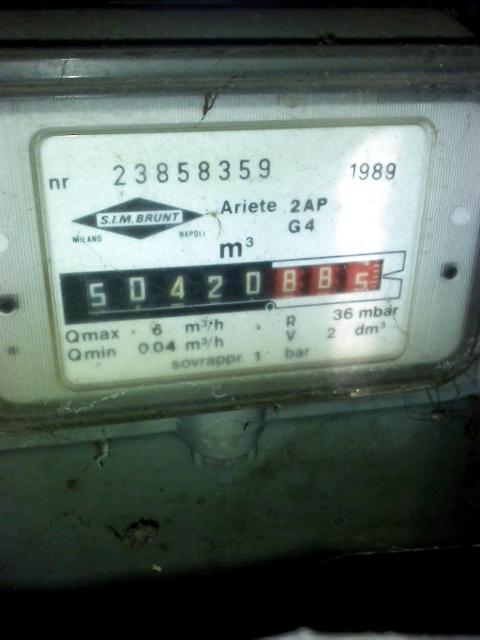 nr 23858359 1989
S.I.M.BRUNT
MILANO NAPOLI
Ariete 2AP
G4
m³
50420885
Qmax 6 m³/h R 36 mbar
Qmin 0.04 m³/h V 2 dm³
sovrappr. 1 bar